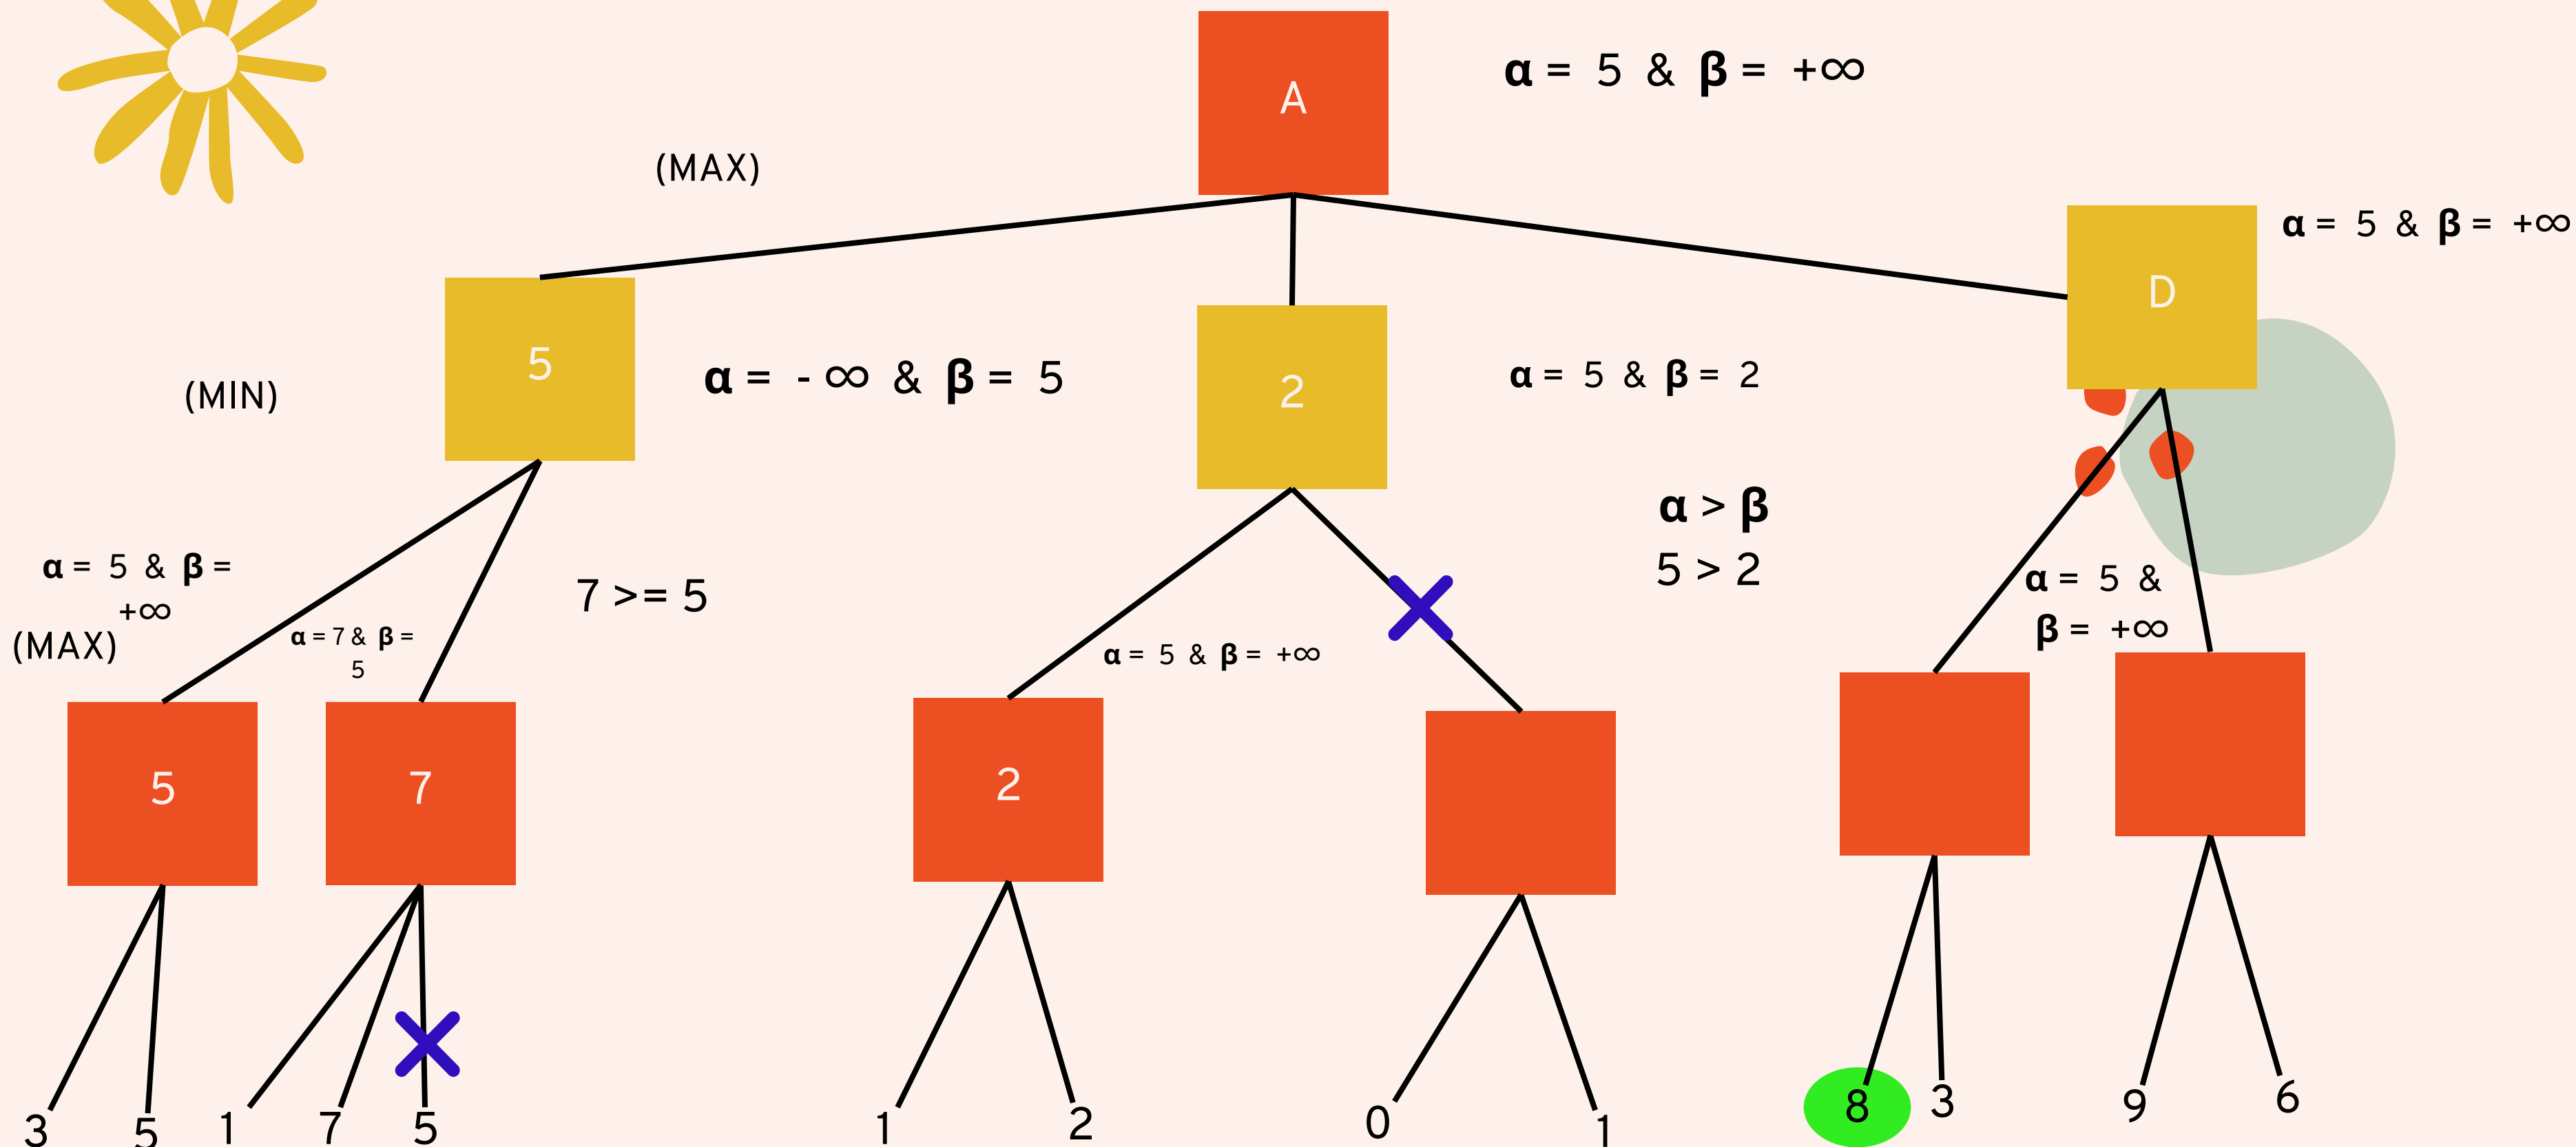 A
α = 5 & β = +∞
(MAX)
D
α = 5 & β = +∞
5
α = - ∞ & β = 5
2
α = 5 & β = 2
(MIN)
α > β
5 > 2
α = 5 & β =
+∞
7 >= 5
α = 5 &
β = +∞
(MAX)
α = 7 & β =
5
α = 5 & β = +∞
5
7
2
3 5 1 7 5 1 2 0 1 8 3 9 6